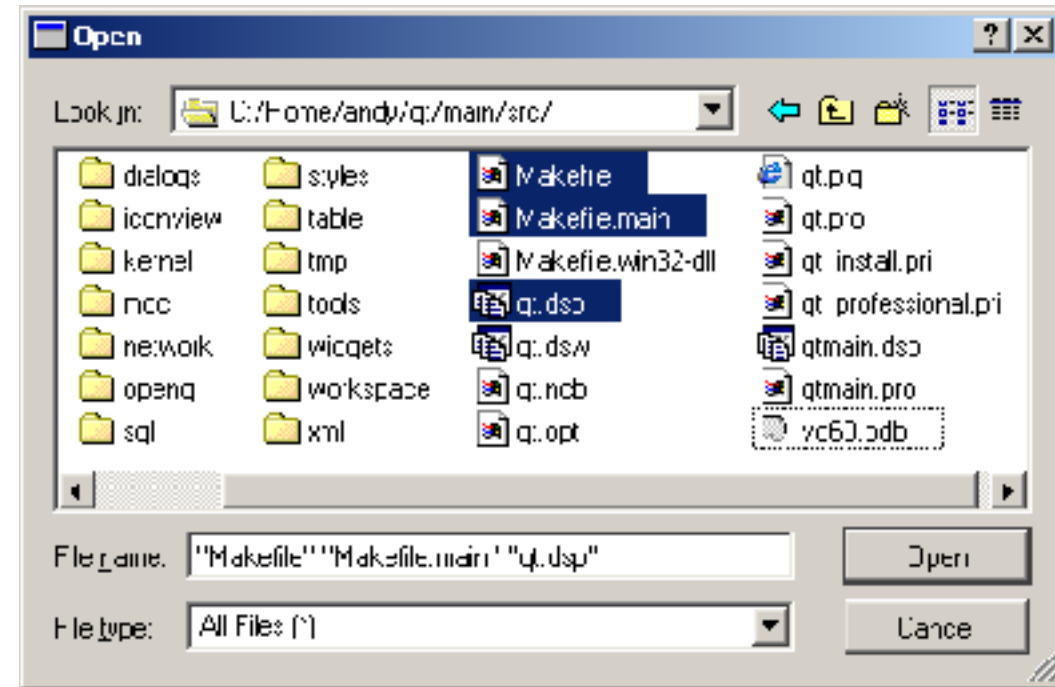 Open
Look in: C:/Home/andy/qt/main/src/
dialogs styles Makefile qt.prg
iconview table Makefile.main qt.pro
kernel tmp Makefile.win32-dll qt_install.pri
moc tools qt.dsp qt_professional.pri
network widgets qt.dsw qtmain.dsp
opengl workspace qt.ncb qtmain.pro
sql xml qt.opt vc60.pdb
File name: "Makefile" "Makefile.main" "qt.dsp" Open
File type: All Files (*) Cancel